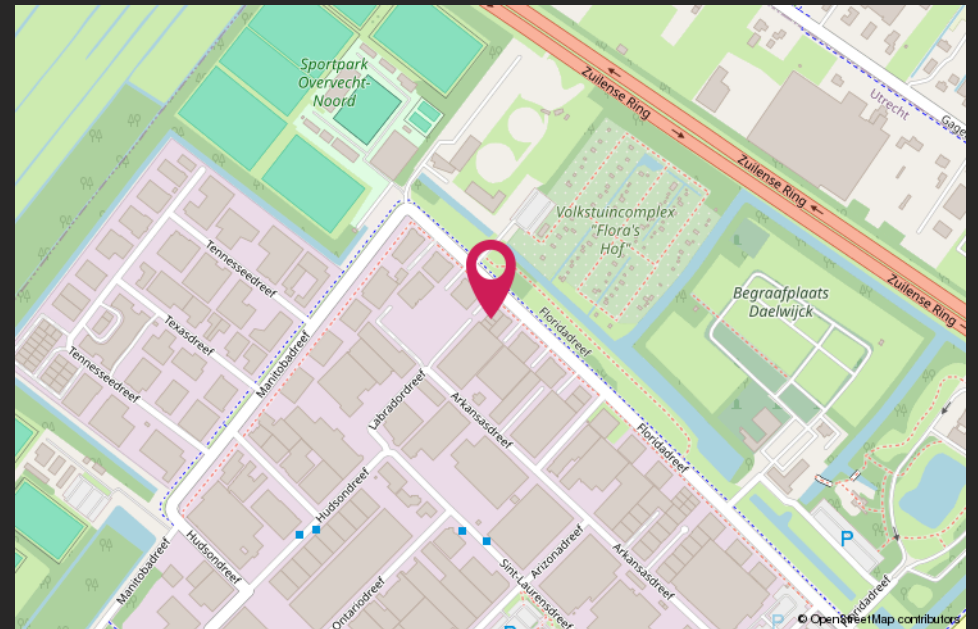 Sportpark
Overvecht-
Noord
Zuilense Ring
Utrecht
Zuilense Ring
Volkstuincomplex
"Flora's
Hof"
Tennesseedreef
Begraafplaats
Daelwijck
Zuilense Ring
Texasdreef
Floridadreef
Manitobadreef
Tennesseedreef
Labradordreef
Arkansasdreef
Floridadreef
Hudsondreef
Hudsondreef
Manitobadreef
Arizonadreef
Arkansasdreef
P
Sint-Laurensdreef
Ontariodreef
Floridadreef
P
P
© OpenStreetMap contributors